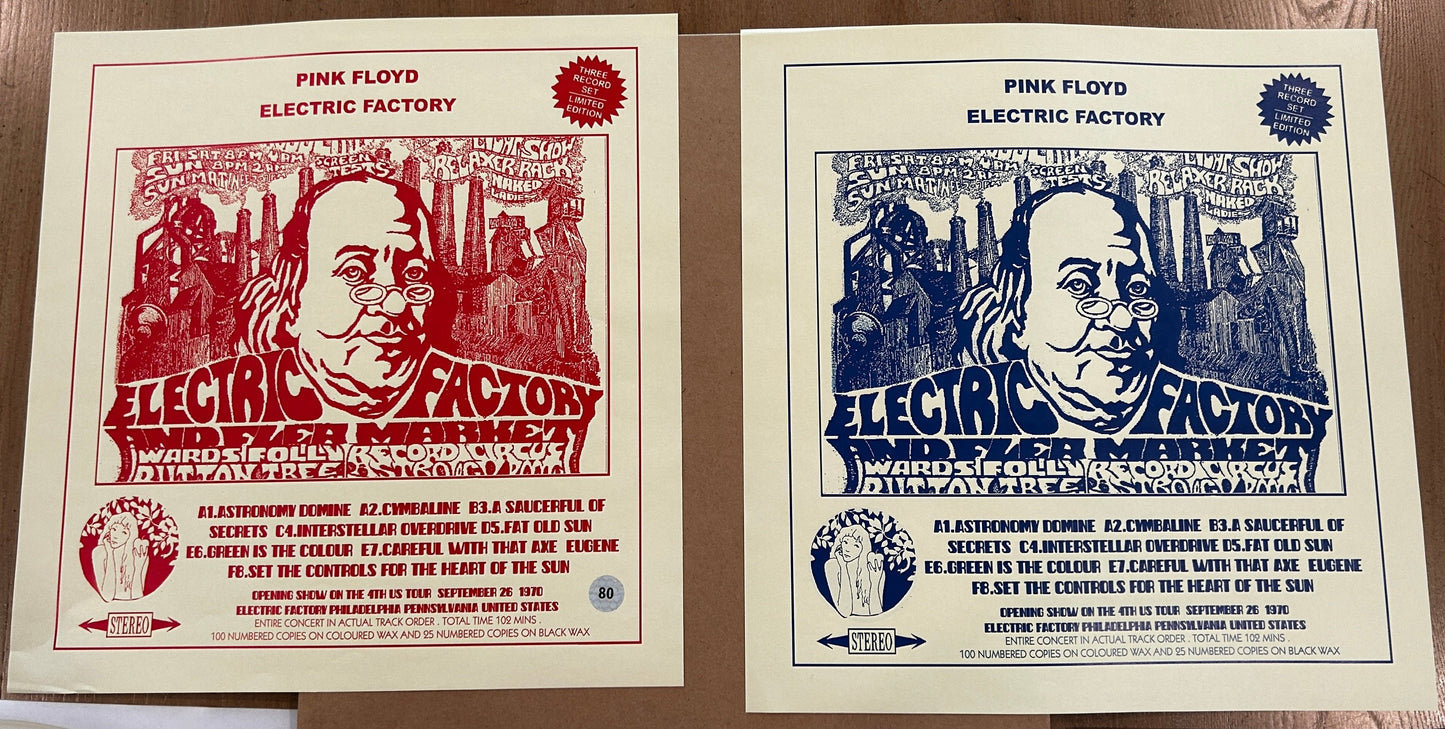 PINK FLOYD
ELECTRIC FACTORY
THREE
RECORD
SET
LIMITED
EDITION
FRI. SAT 8PM 4AM
SUN 8PM 2AM
SUN MATINEE
SCREEN
TESTS
LIGHT SHOW
RELAXER RACK
NAKED
LADIES
ELECTRIC FACTORY
AND FLEA MARKET
WARDS FOLLY RECORD CIRCUS
BUTTON TREE
A1.ASTRONOMY DOMINE A2.CYMBALINE B3.A SAUCERFUL OF
SECRETS C4.INTERSTELLAR OVERDRIVE D5.FAT OLD SUN
E6.GREEN IS THE COLOUR E7.CAREFUL WITH THAT AXE EUGENE
F8.SET THE CONTROLS FOR THE HEART OF THE SUN
OPENING SHOW ON THE 4TH US TOUR SEPTEMBER 26 1970
ELECTRIC FACTORY PHILADELPHIA PENNSYLVANIA UNITED STATES
ENTIRE CONCERT IN ACTUAL TRACK ORDER . TOTAL TIME 102 MINS .
100 NUMBERED COPIES ON COLOURED WAX AND 25 NUMBERED COPIES ON BLACK WAX
80
STEREO
PINK FLOYD
ELECTRIC FACTORY
THREE
RECORD
SET
LIMITED
EDITION
FRI. SAT 8PM 4AM
SUN 8PM 2AM
SUN MATINEE
SCREEN
TESTS
LIGHT SHOW
RELAXER RACK
NAKED
LADIES
ELECTRIC FACTORY
AND FLEA MARKET
WARDS FOLLY RECORD CIRCUS
BUTTON TREE
A1.ASTRONOMY DOMINE A2.CYMBALINE B3.A SAUCERFUL OF
SECRETS C4.INTERSTELLAR OVERDRIVE D5.FAT OLD SUN
E6.GREEN IS THE COLOUR E7.CAREFUL WITH THAT AXE EUGENE
F8.SET THE CONTROLS FOR THE HEART OF THE SUN
OPENING SHOW ON THE 4TH US TOUR SEPTEMBER 26 1970
ELECTRIC FACTORY PHILADELPHIA PENNSYLVANIA UNITED STATES
ENTIRE CONCERT IN ACTUAL TRACK ORDER . TOTAL TIME 102 MINS .
100 NUMBERED COPIES ON COLOURED WAX AND 25 NUMBERED COPIES ON BLACK WAX
STEREO